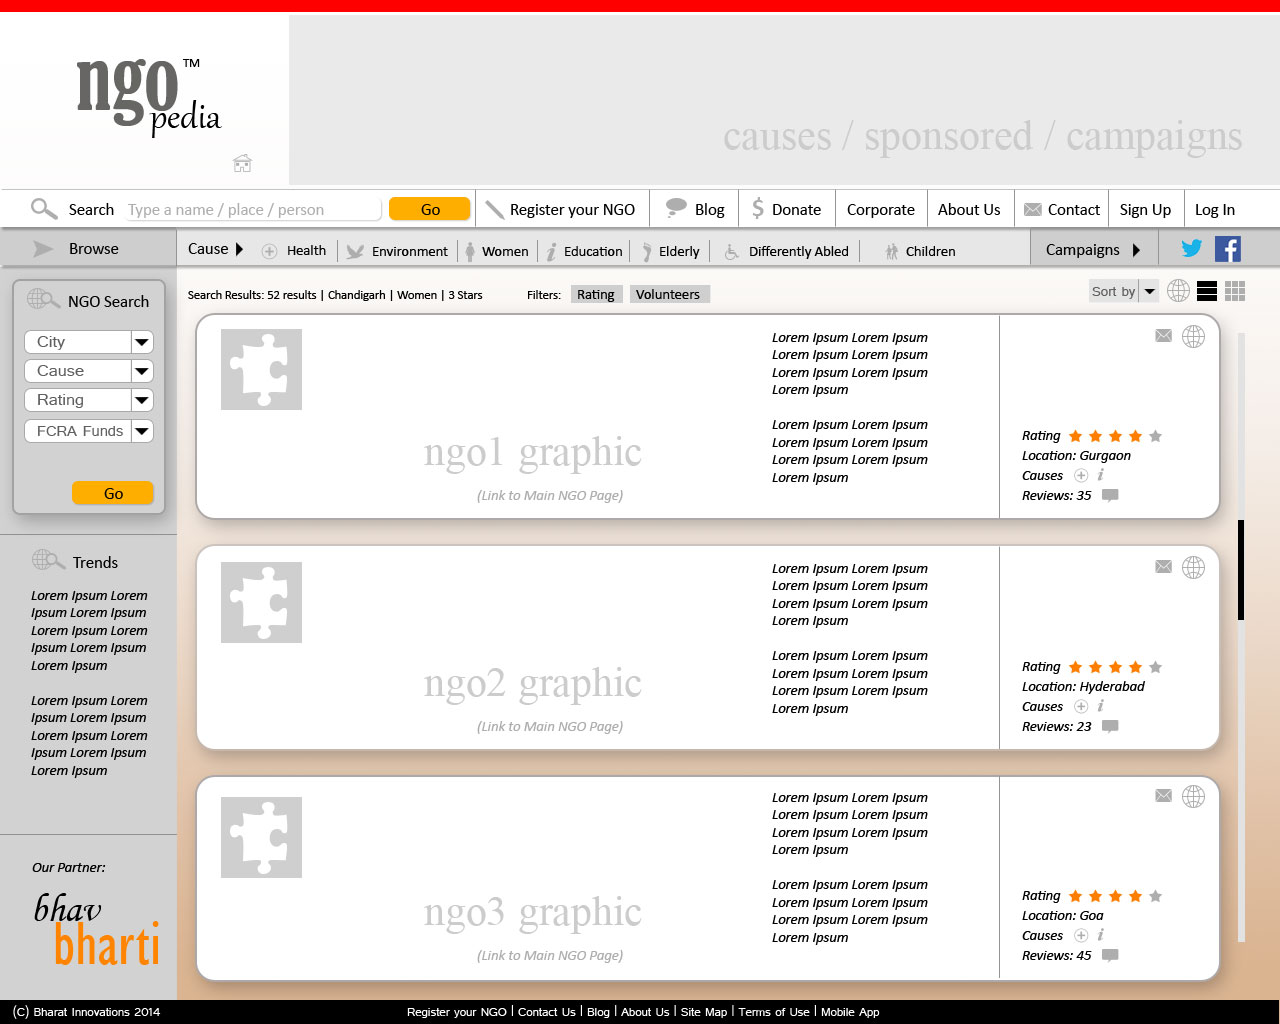 ngo™
pedia
causes / sponsored / campaigns
Search Type a name / place / person Go Register your NGO Blog Donate Corporate About Us Contact Sign Up Log In
Browse Cause Health Environment Women Education Elderly Differently Abled Children Campaigns
NGO Search
City
Cause
Rating
FCRA Funds
Go
Trends
Lorem Ipsum Lorem
Ipsum Lorem Ipsum
Lorem Ipsum Lorem
Ipsum Lorem Ipsum
Lorem Ipsum
Lorem Ipsum Lorem
Ipsum Lorem Ipsum
Lorem Ipsum Lorem
Ipsum Lorem Ipsum
Lorem Ipsum
Our Partner:
bhav
bharti
Search Results: 52 results | Chandigarh | Women | 3 Stars Filters: Rating Volunteers Sort by
ngo1 graphic
(Link to Main NGO Page)
Lorem Ipsum Lorem Ipsum
Lorem Ipsum Lorem Ipsum
Lorem Ipsum Lorem Ipsum
Lorem Ipsum
Lorem Ipsum Lorem Ipsum
Lorem Ipsum Lorem Ipsum
Lorem Ipsum Lorem Ipsum
Lorem Ipsum
Rating
Location: Gurgaon
Causes
Reviews: 35
ngo2 graphic
(Link to Main NGO Page)
Lorem Ipsum Lorem Ipsum
Lorem Ipsum Lorem Ipsum
Lorem Ipsum Lorem Ipsum
Lorem Ipsum
Lorem Ipsum Lorem Ipsum
Lorem Ipsum Lorem Ipsum
Lorem Ipsum Lorem Ipsum
Lorem Ipsum
Rating
Location: Hyderabad
Causes
Reviews: 23
ngo3 graphic
(Link to Main NGO Page)
Lorem Ipsum Lorem Ipsum
Lorem Ipsum Lorem Ipsum
Lorem Ipsum Lorem Ipsum
Lorem Ipsum
Lorem Ipsum Lorem Ipsum
Lorem Ipsum Lorem Ipsum
Lorem Ipsum Lorem Ipsum
Lorem Ipsum
Rating
Location: Goa
Causes
Reviews: 45
(C) Bharat Innovations 2014 Register your NGO | Contact Us | Blog | About Us | Site Map | Terms of Use | Mobile App